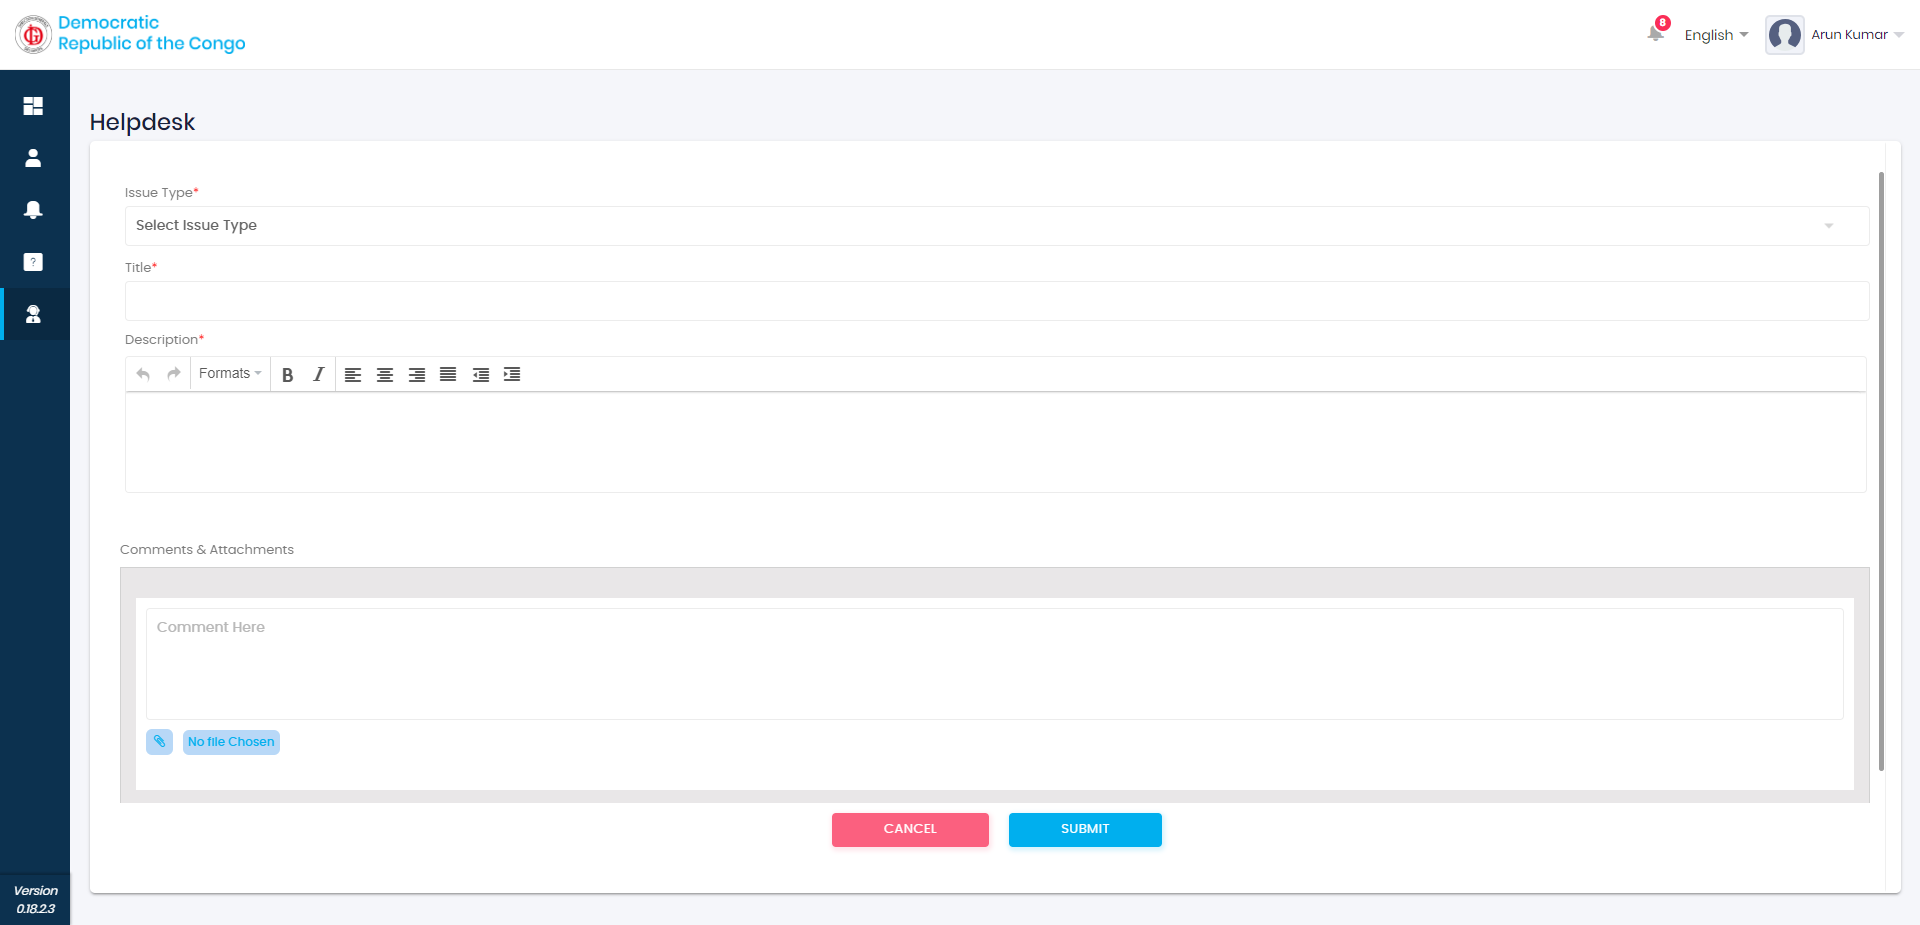 Democratic
Republic of the Congo
8
English
Arun Kumar
Helpdesk
Issue Type*
Select Issue Type
Title*
Description*
Formats
B I
Comments & Attachments
Comment Here
No file Chosen
CANCEL
SUBMIT
Version
0.18.2.3